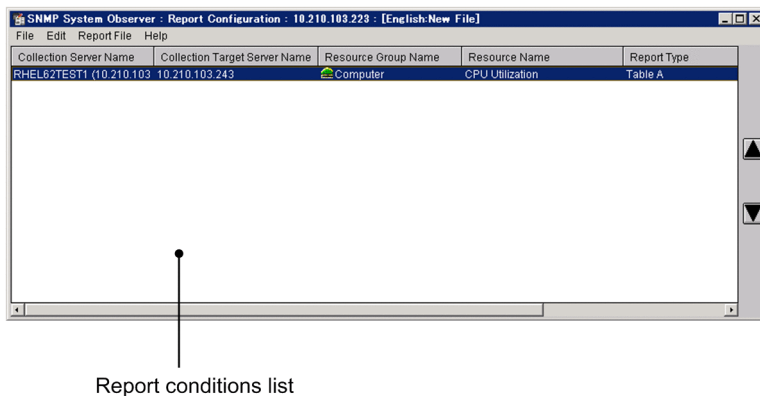 SNMP System Observer : Report Configuration : 10.210.103.223 : [English:New File]
File Edit Report File Help
Collection Server Name Collection Target Server Name Resource Group Name Resource Name Report Type
RHEL62TEST1 (10.210.103 10.210.103.243 Computer CPU Utilization Table A
Report conditions list